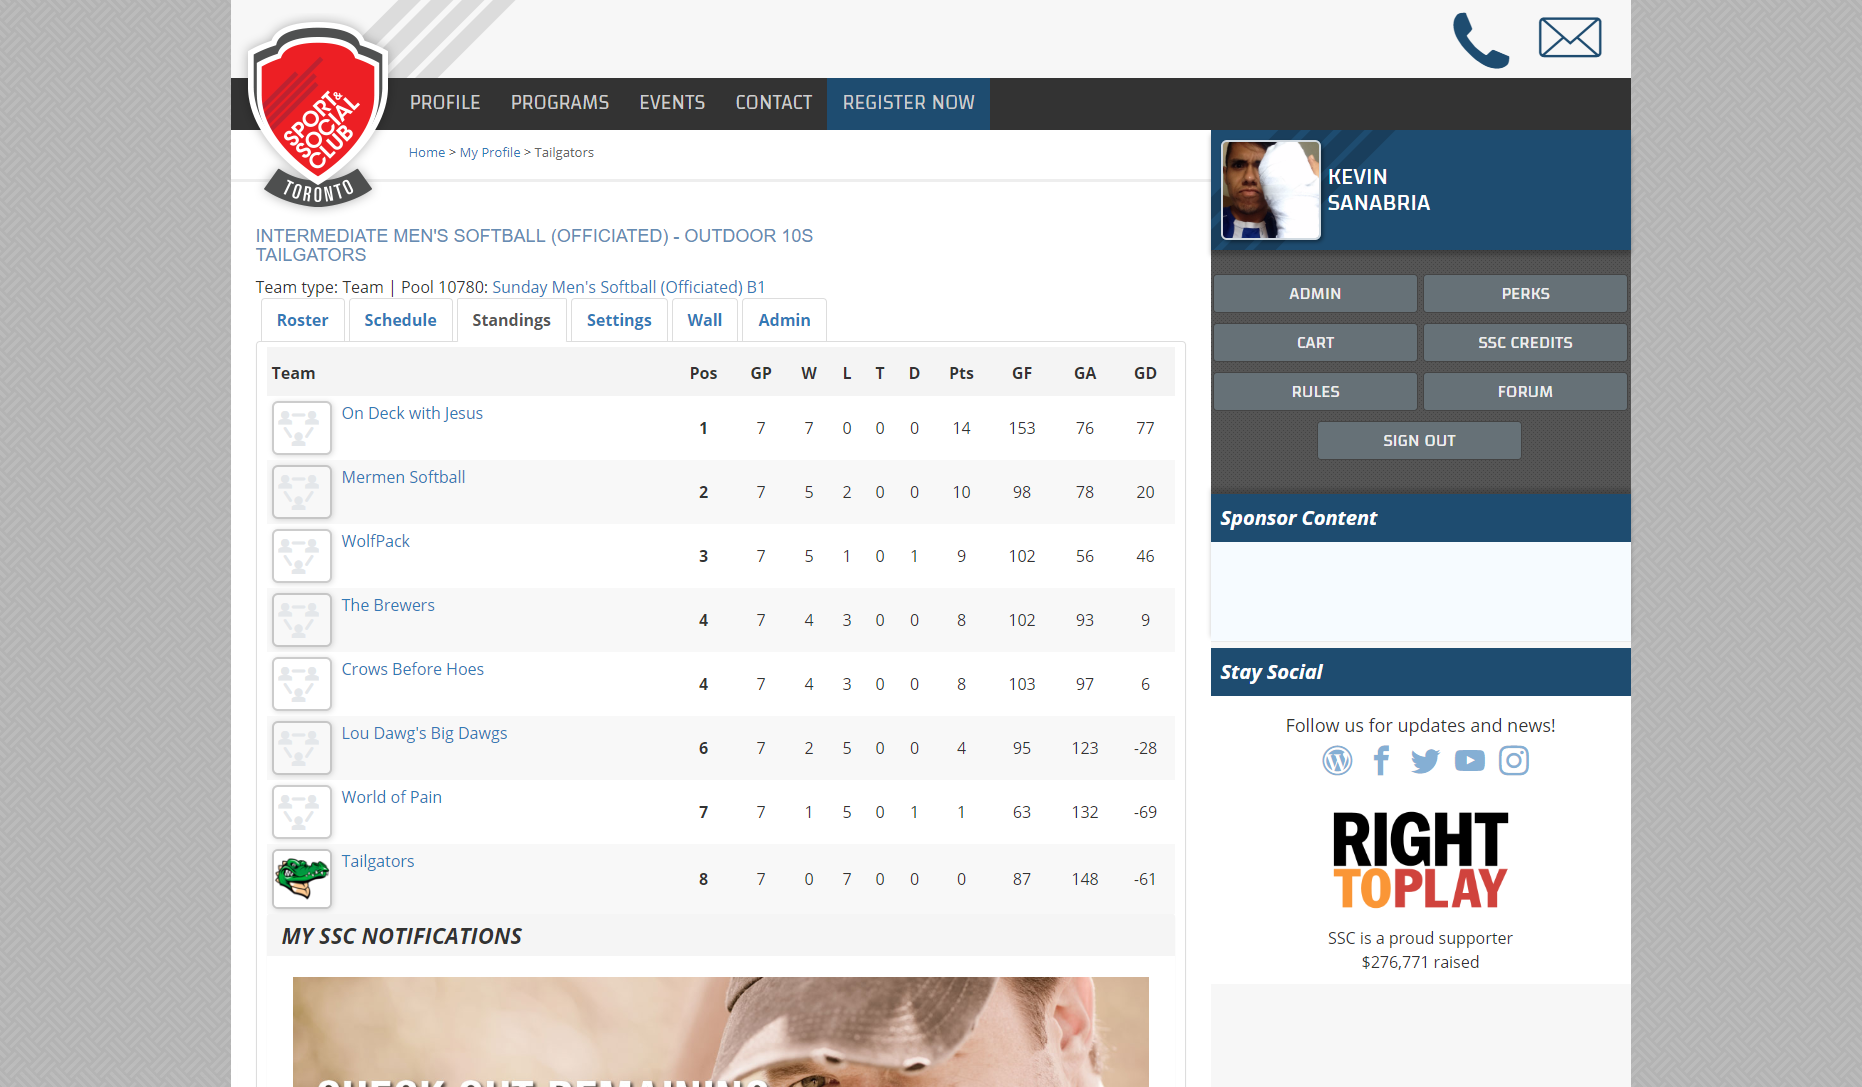 SPORT & SOCIAL CLUB
TORONTO
PROFILE PROGRAMS EVENTS CONTACT REGISTER NOW
Home > My Profile > Tailgators
KEVIN
SANABRIA
INTERMEDIATE MEN'S SOFTBALL (OFFICIATED) - OUTDOOR 10S
TAILGATORS
Team type: Team | Pool 10780: Sunday Men's Softball (Officiated) B1
Roster Schedule Standings Settings Wall Admin
Team Pos GP W L T D Pts GF GA GD
On Deck with Jesus 1 7 7 0 0 0 14 153 76 77
Mermen Softball 2 7 5 2 0 0 10 98 78 20
WolfPack 3 7 5 1 0 1 9 102 56 46
The Brewers 4 7 4 3 0 0 8 102 93 9
Crows Before Hoes 4 7 4 3 0 0 8 103 97 6
Lou Dawg's Big Dawgs 6 7 2 5 0 0 4 95 123 -28
World of Pain 7 7 1 5 0 1 1 63 132 -69
Tailgators 8 7 0 7 0 0 0 87 148 -61
MY SSC NOTIFICATIONS
CHECK OUT REMAINING
ADMIN PERKS
CART SSC CREDITS
RULES FORUM
SIGN OUT
Sponsor Content
Stay Social
Follow us for updates and news!
RIGHT
TOPLAY
SSC is a proud supporter
$276,771 raised